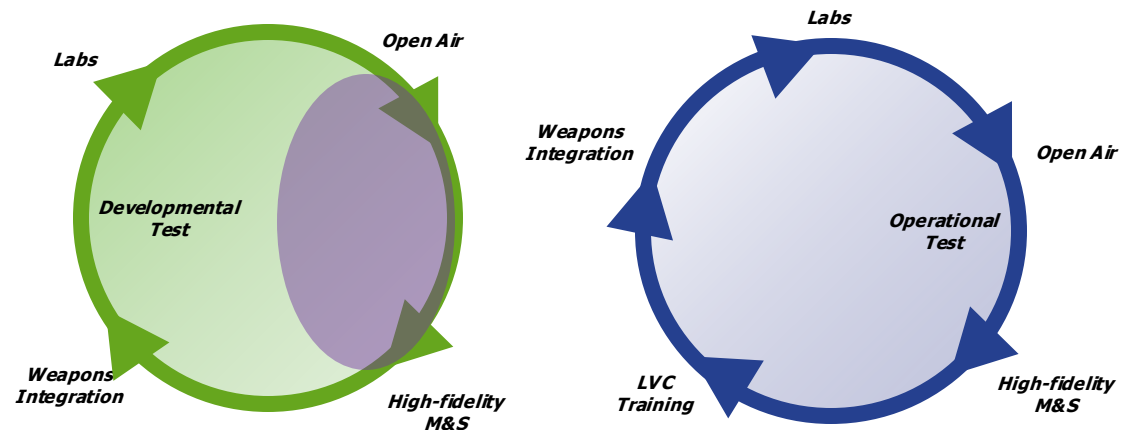 Labs
Open Air
Developmental
Test
Weapons
Integration
High-fidelity
M&S
Labs
Weapons
Integration
Open Air
Operational
Test
LVC
Training
High-fidelity
M&S